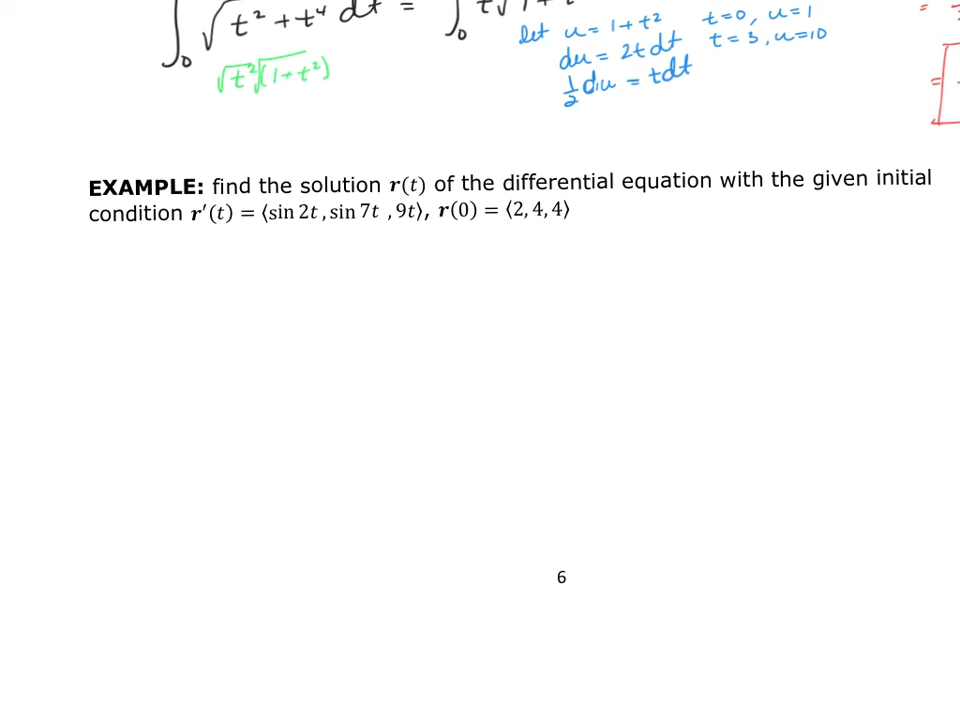 ∫₀ √t² + t⁴ dt = ∫₀ t√1+t
√t²√(1+t²)
let u = 1+t² t=0, u=1
du = 2t dt t=3, u=10
½ du = t dt
=
=
EXAMPLE: find the solution r(t) of the differential equation with the given initial
condition r′(t) = ⟨sin 2t , sin 7t , 9t⟩, r(0) = ⟨2, 4, 4⟩
6